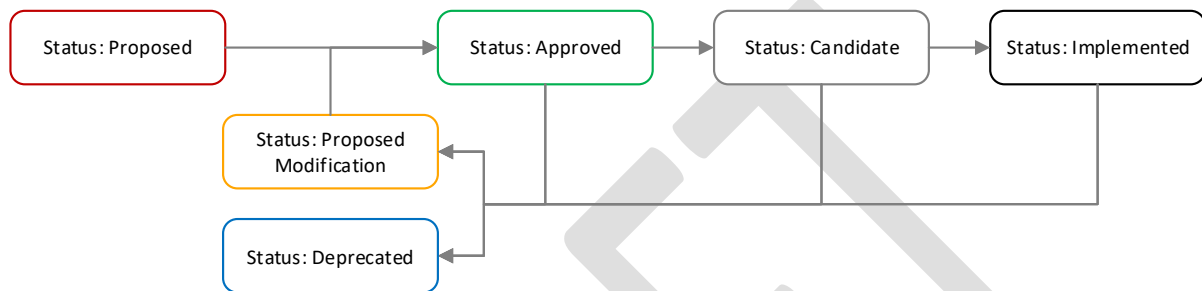 Status: Proposed
Status: Approved
Status: Candidate
Status: Implemented
Status: Proposed
Modification
Status: Deprecated